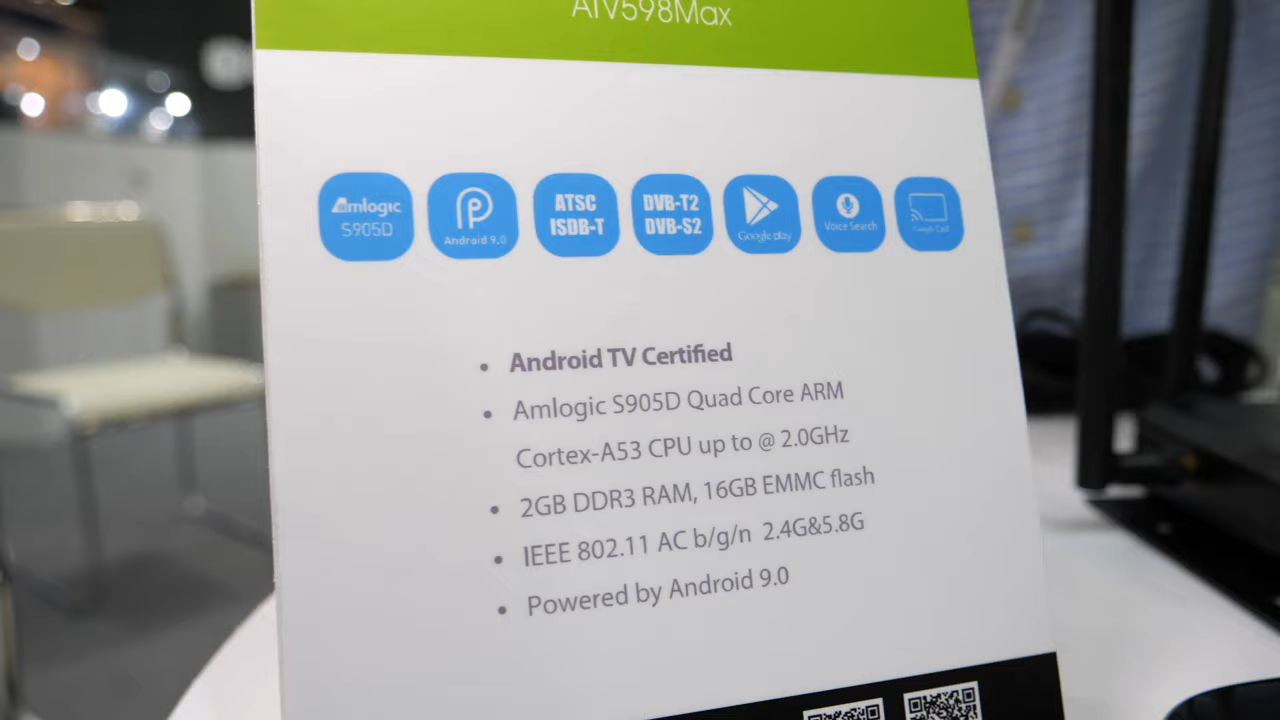 ATV598Max
Amlogic
S905D
Android 9.0
ATSC
ISDB-T
DVB-T2
DVB-S2
Google play
Voice Search
Google Cast
• Android TV Certified
• Amlogic S905D Quad Core ARM
Cortex-A53 CPU up to @ 2.0GHz
• 2GB DDR3 RAM, 16GB EMMC flash
• IEEE 802.11 AC b/g/n 2.4G&5.8G
• Powered by Android 9.0